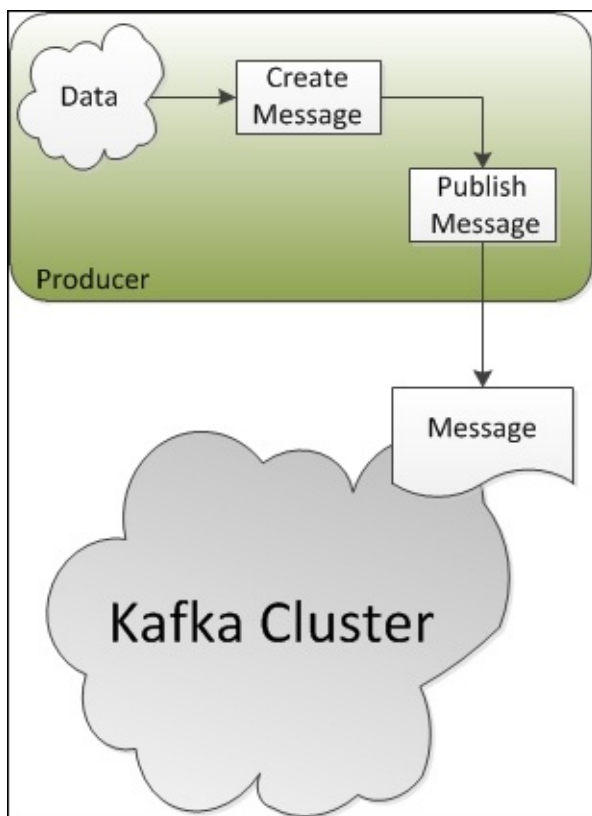 Data
Create
Message
Publish
Message
Producer
Message
Kafka Cluster